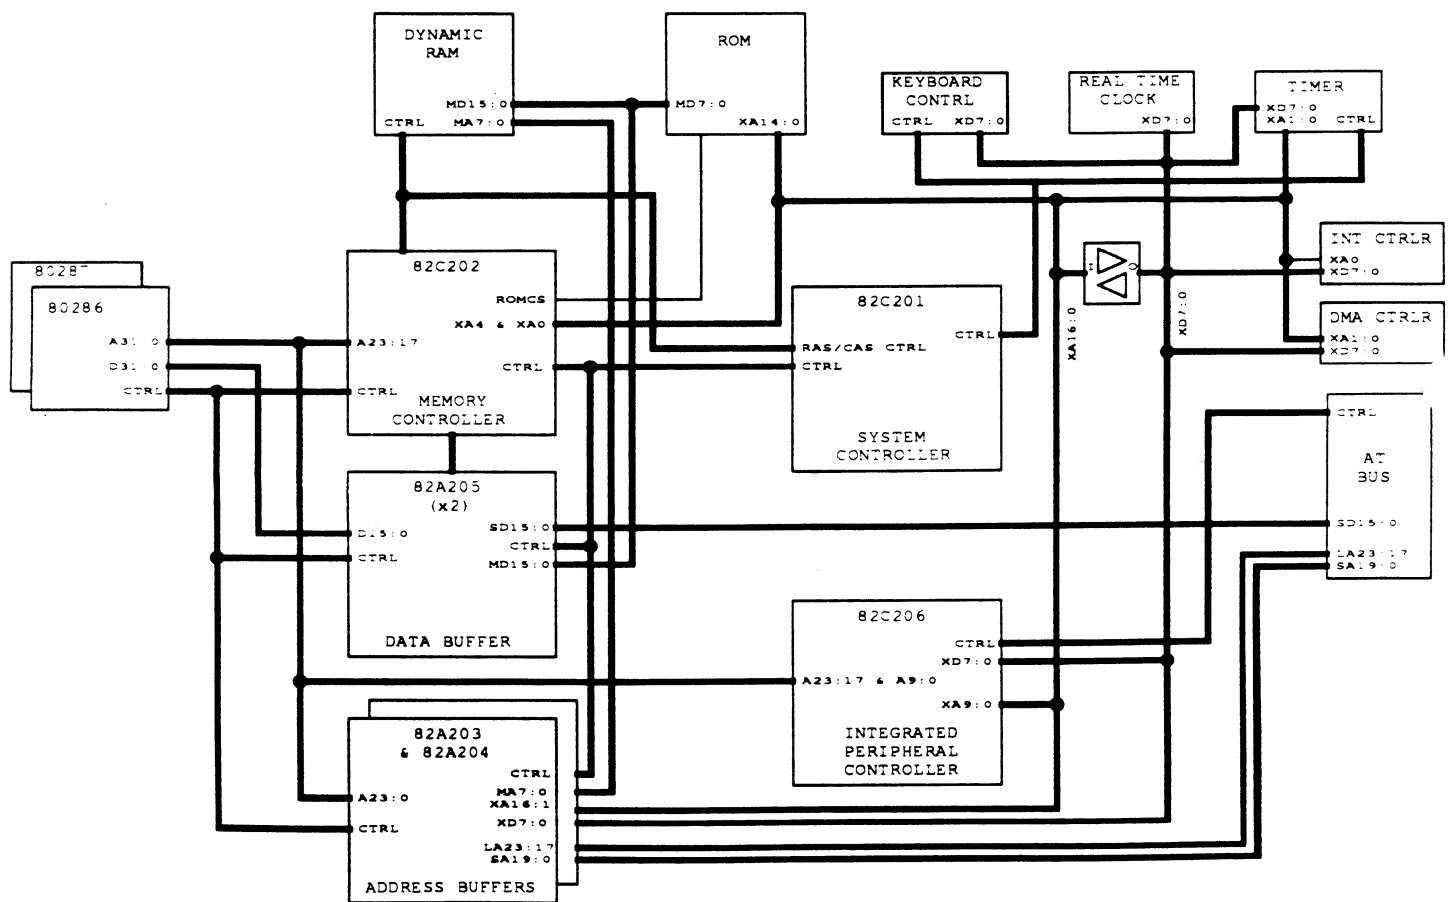 DYNAMIC
RAM
MD15:0
MA7:0
CTRL
ROM
MD7:0
XA14:0
KEYBOARD
CONTRL
CTRL XD7:0
REAL TIME
CLOCK
XD7:0
TIMER
XD7:0
XA1:0 CTRL
INT CTRLR
XA0
XD7:0
DMA CTRLR
XA1:0
XD7:0
80287
80286
A31:0
D31:0
CTRL
82C202
ROMCS
XA4 & XA0
A23:17
CTRL
CTRL
MEMORY
CONTROLLER
82C201
CTRL
RAS/CAS CTRL
CTRL
SYSTEM
CONTROLLER
I O
XA16:0
XD7:0
CTRL
AT
BUS
SD15:0
LA23:17
SA19:0
82A205
(x2)
SD15:0
D15:0
CTRL
CTRL
MD15:0
DATA BUFFER
82C206
CTRL
XD7:0
A23:17 & A9:0
XA9:0
INTEGRATED
PERIPHERAL
CONTROLLER
82A203
& 82A204
CTRL
MA7:0
A23:0
XA16:1
XD7:0
CTRL
LA23:17
SA19:0
ADDRESS BUFFERS